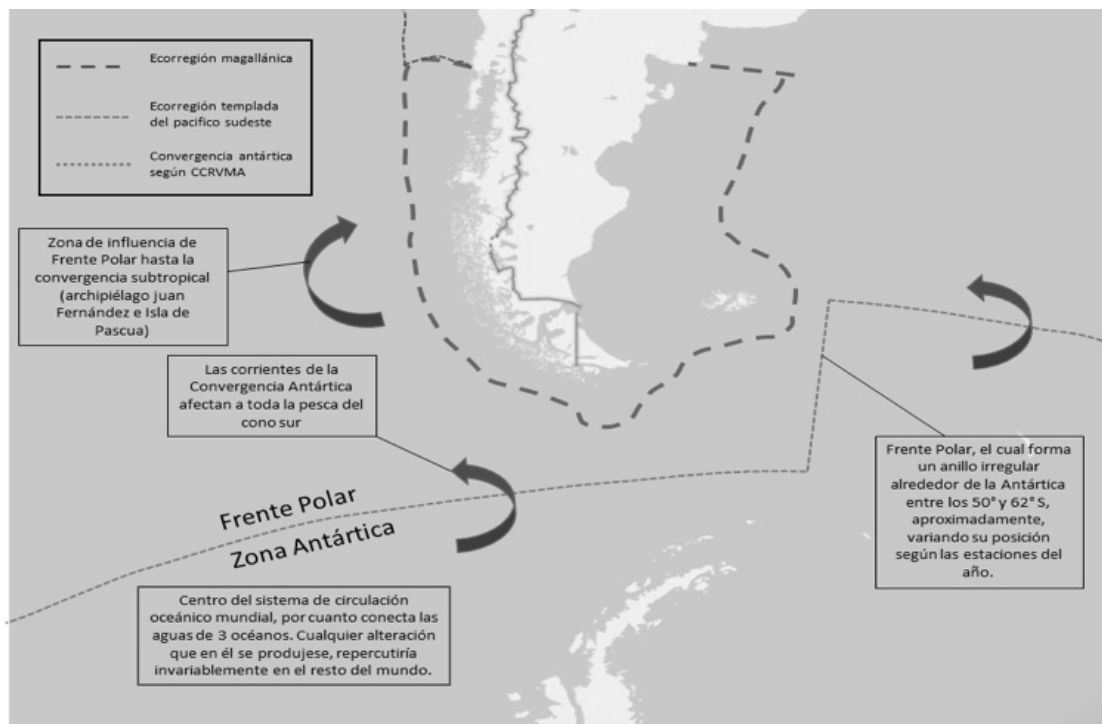 Ecorregión magallánica
Ecorregión templada
del pacifico sudeste
Convergencia antártica
según CCRVMA
Zona de influencia de
Frente Polar hasta la
convergencia subtropical
(archipiélago juan
Fernández e Isla de
Pascua)
Las corrientes de la
Convergencia Antártica
afectan a toda la pesca del
cono sur
Frente Polar
Zona Antártica
Frente Polar, el cual forma
un anillo irregular
alrededor de la Antártica
entre los 50° y 62° S,
aproximadamente,
variando su posición
según las estaciones del
año.
Centro del sistema de circulación
oceánico mundial, por cuanto conecta las
aguas de 3 océanos. Cualquier alteración
que en él se produjese, repercutiría
invariablemente en el resto del mundo.